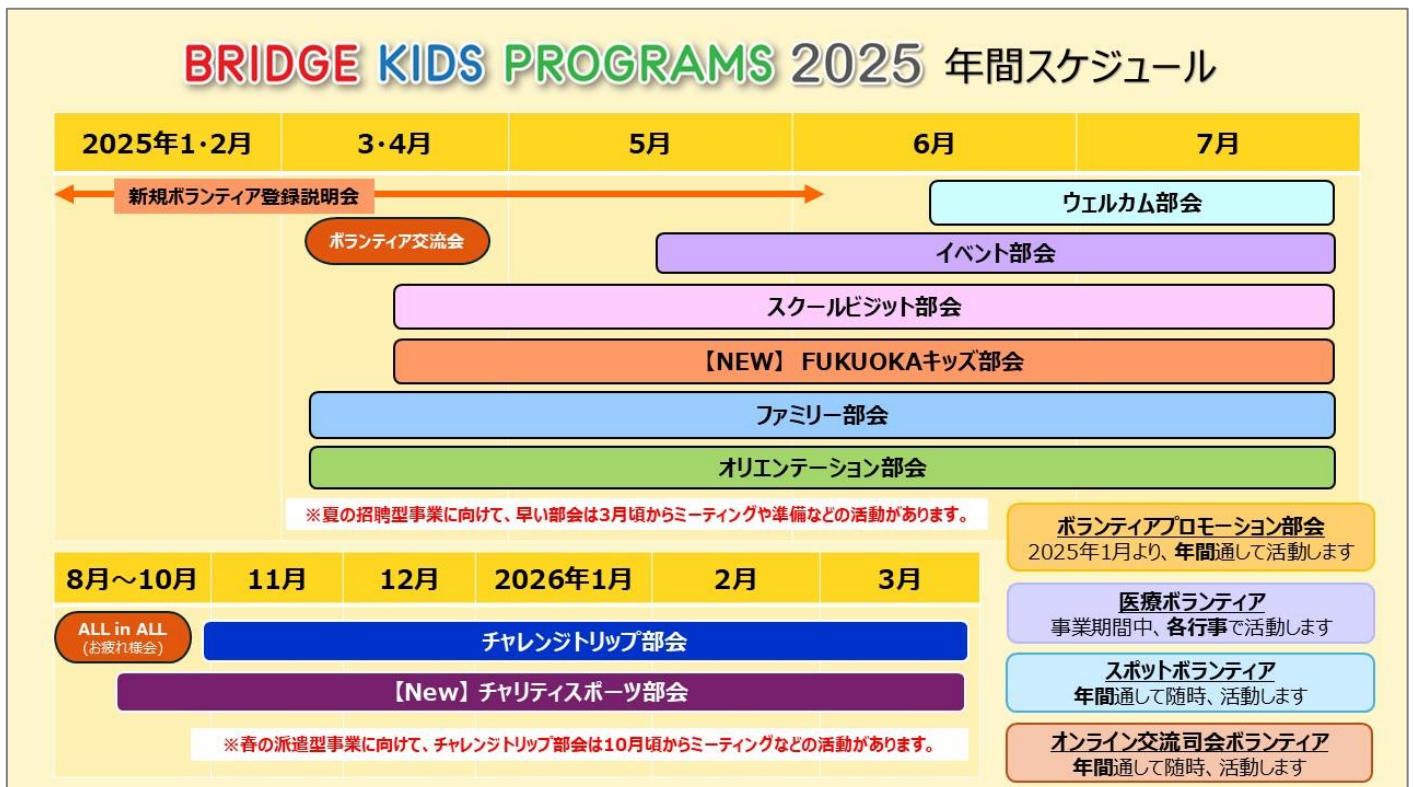 BRIDGE KIDS PROGRAMS 2025 年間スケジュール
2025年1・2月 3・4月 5月 6月 7月
新規ボランティア登録説明会
ウェルカム部会
ボランティア交流会
イベント部会
スクールビジット部会
【NEW】 FUKUOKAキッズ部会
ファミリー部会
オリエンテーション部会
※夏の招聘型事業に向けて、早い部会は3月頃からミーティングや準備などの活動があります。
8月～10月 11月 12月 2026年1月 2月 3月
ALL in ALL
(お疲れ様会)
チャレンジトリップ部会
【New】チャリティスポーツ部会
※春の派遣型事業に向けて、チャレンジトリップ部会は10月頃からミーティングなどの活動があります。
ボランティアプロモーション部会
2025年1月より、年間通して活動します
医療ボランティア
事業期間中、各行事で活動します
スポットボランティア
年間通して随時、活動します
オンライン交流司会ボランティア
年間通して随時、活動します